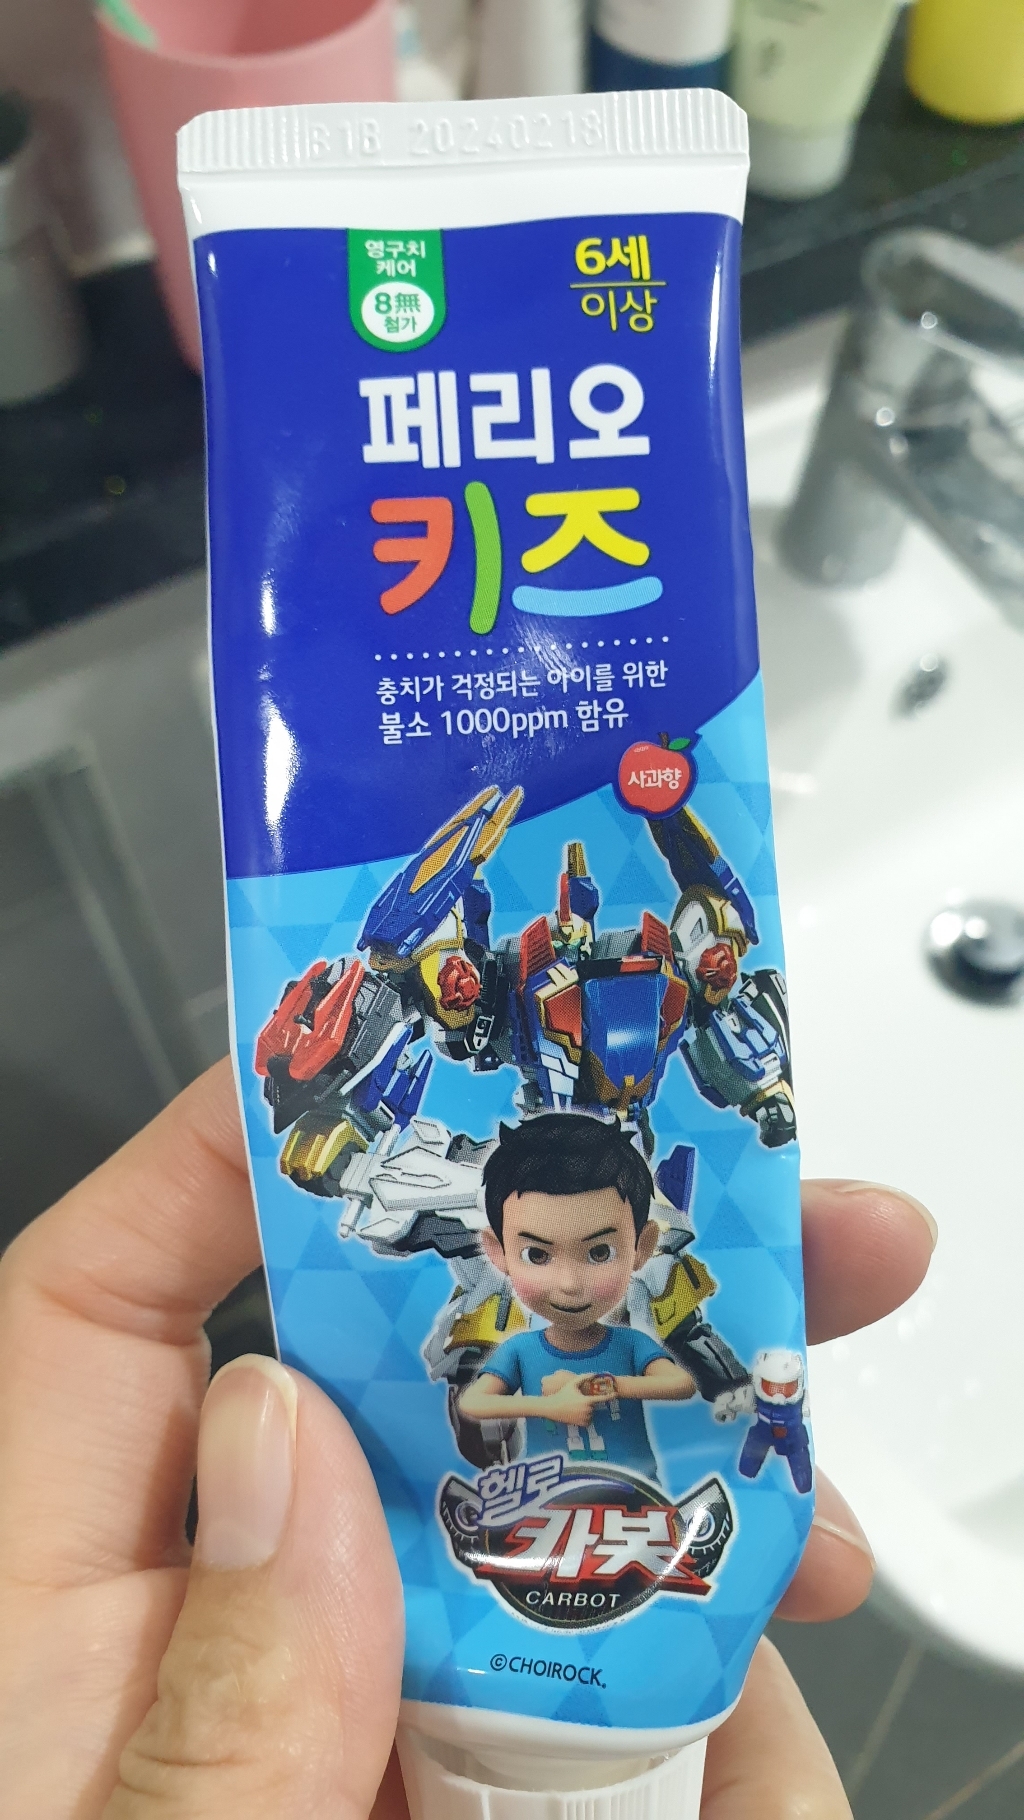 B1B 20240218
영구치
케어
8無
첨가
6세
이상
페리오
키즈
충치가 걱정되는 아이를 위한
불소 1000ppm 함유
사과향
헬로
카봇
CARBOT
©CHOIROCK.